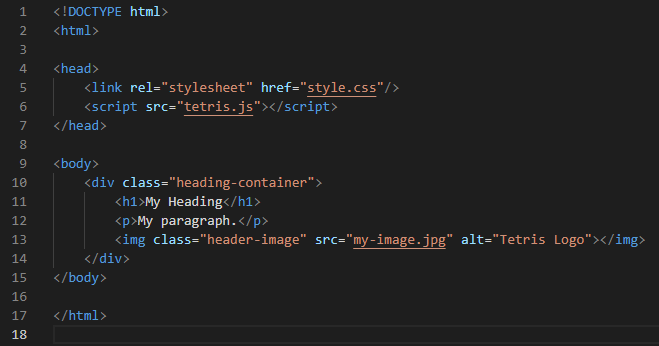 1 <!DOCTYPE html>
2 <html>
3
4 <head>
5     <link rel="stylesheet" href="style.css"/>
6     <script src="tetris.js"></script>
7 </head>
8
9 <body>
10     <div class="heading-container">
11         <h1>My Heading</h1>
12         <p>My paragraph.</p>
13         <img class="header-image" src="my-image.jpg" alt="Tetris Logo"></img>
14     </div>
15 </body>
16
17 </html>
18